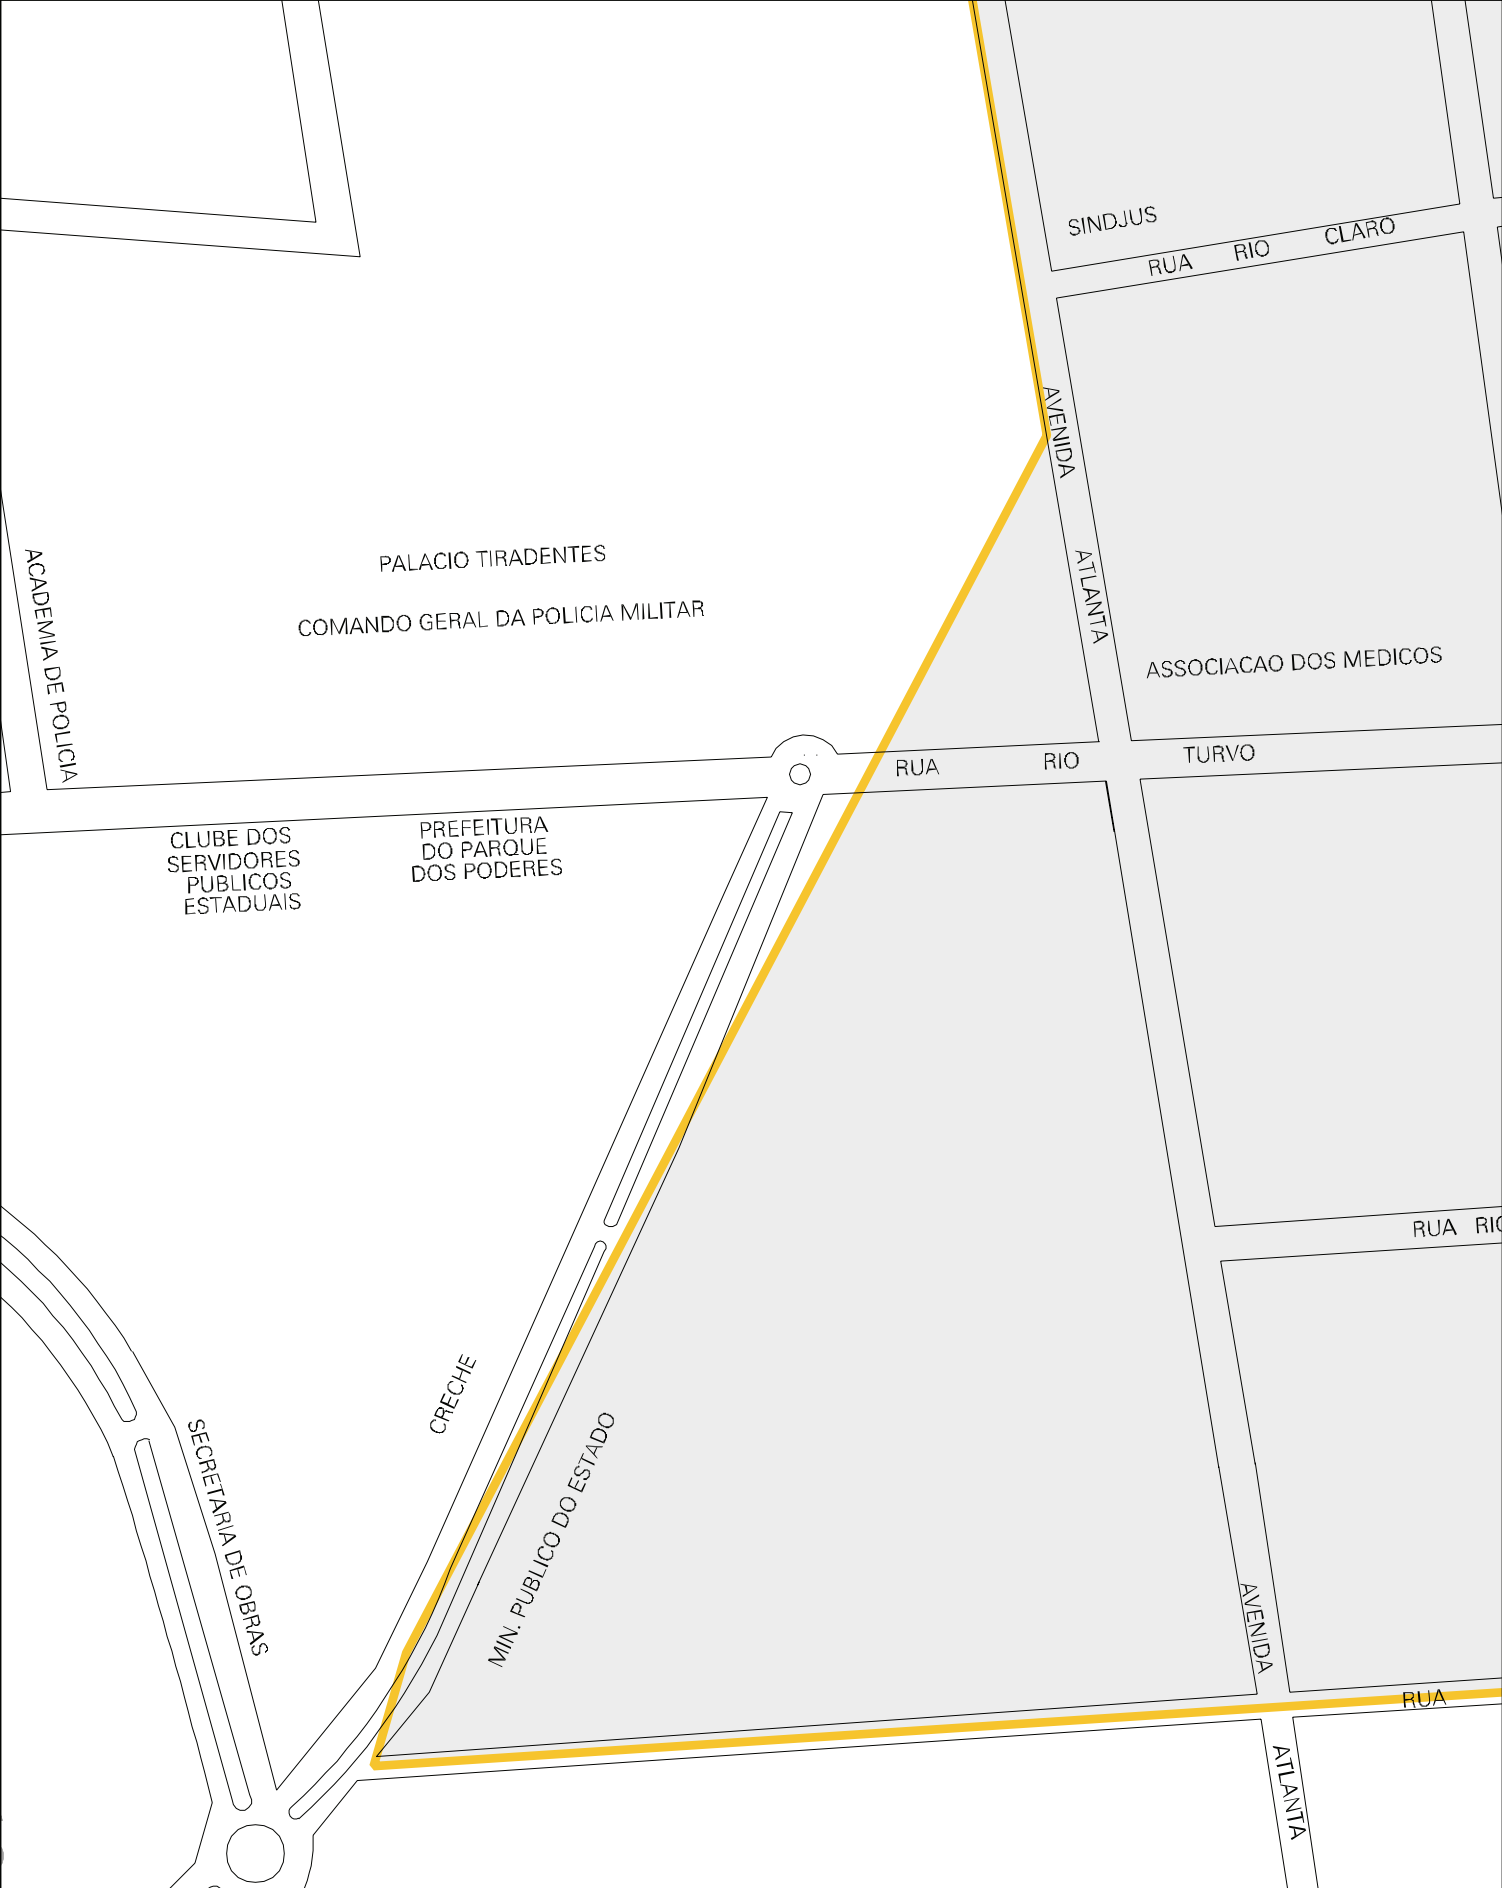 SINDJUS
RUA RIO CLARO
AVENIDA
ATLANTA
PALACIO TIRADENTES
COMANDO GERAL DA POLICIA MILITAR
ACADEMIA DE POLICIA
ASSOCIACAO DOS MEDICOS
RUA RIO TURVO
CLUBE DOS
SERVIDORES
PUBLICOS
ESTADUAIS
PREFEITURA
DO PARQUE
DOS PODERES
RUA RIO
CRECHE
MIN. PUBLICO DO ESTADO
SECRETARIA DE OBRAS
AVENIDA
RUA
ATLANTA